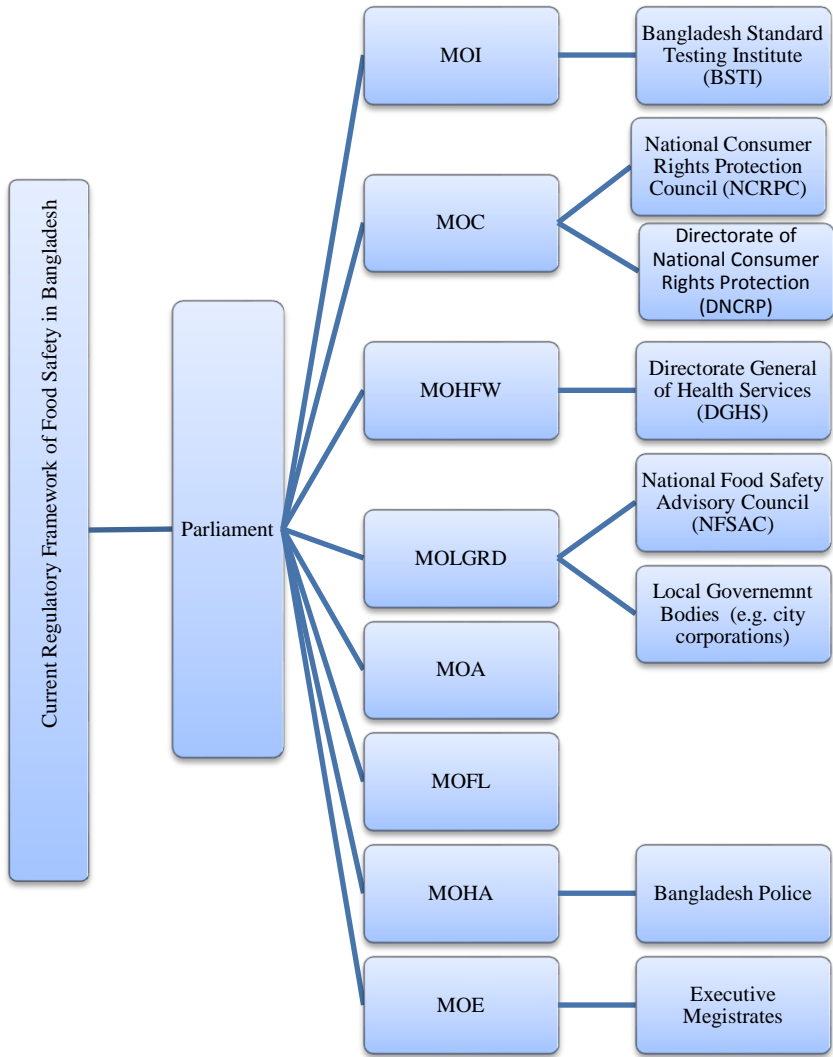 Current Regulatory Framework of Food Safety in Bangladesh
Parliament
MOI
Bangladesh Standard
Testing Institute
(BSTI)
MOC
National Consumer
Rights Protection
Council (NCRPC)
Directorate of
National Consumer
Rights Protection
(DNCRP)
MOHFW
Directorate General
of Health Services
(DGHS)
MOLGRD
National Food Safety
Advisory Council
(NFSAC)
Local Governemnt
Bodies (e.g. city
corporations)
MOA
MOFL
MOHA
Bangladesh Police
MOE
Executive
Megistrates